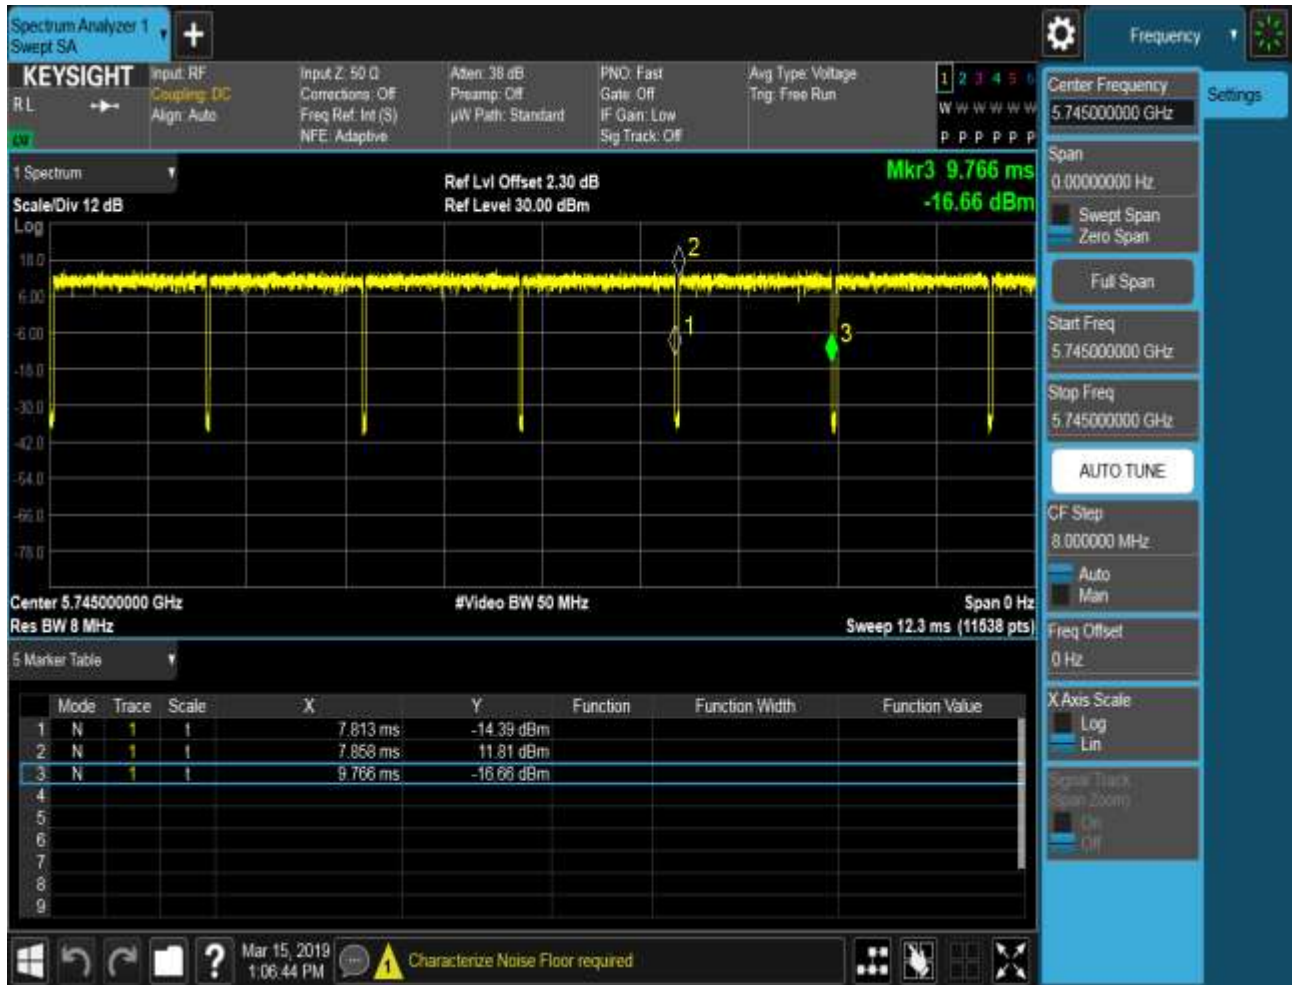 Spectrum Analyzer 1
Swept SA
+
Frequency
KEYSIGHT
RL
Input: RF
Coupling: DC
Align: Auto
Input Z: 50 Ω
Corrections: Off
Freq Ref: Int (S)
NFE: Adaptive
Atten: 38 dB
Preamp: Off
µW Path: Standard
PNO: Fast
Gate: Off
IF Gain: Low
Sig Track: Off
Avg Type: Voltage
Trig: Free Run
1 2 3 4 5 6
W W W W W W
P P P P P P
1 Spectrum
Scale/Div 12 dB
Log
Ref Lvl Offset 2.30 dB
Ref Level 30.00 dBm
Mkr3 9.766 ms
-16.66 dBm
18.0
6.00
-6.00
-18.0
-30.0
-42.0
-54.0
-66.0
-78.0
2
1
3
Center 5.745000000 GHz
Res BW 8 MHz
#Video BW 50 MHz
Span 0 Hz
Sweep 12.3 ms (11538 pts)
5 Marker Table
Mode Trace Scale X Y Function Function Width Function Value
1 N 1 t 7.813 ms -14.39 dBm
2 N 1 t 7.858 ms 11.81 dBm
3 N 1 t 9.766 ms -16.66 dBm
4
5
6
7
8
9
?
Mar 15, 2019
1:06:44 PM
1
Characterize Noise Floor required
Center Frequency
5.745000000 GHz
Settings
Span
0.00000000 Hz
Swept Span
Zero Span
Full Span
Start Freq
5.745000000 GHz
Stop Freq
5.745000000 GHz
AUTO TUNE
CF Step
8.000000 MHz
Auto
Man
Freq Offset
0 Hz
X Axis Scale
Log
Lin
Signal Track
(Span Zoom)
On
Off